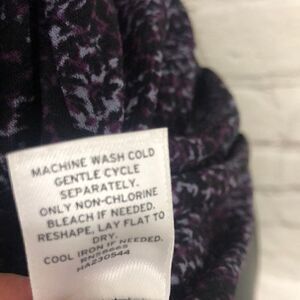 MACHINE WASH COLD
GENTLE CYCLE
SEPARATELY.
ONLY NON-CHLORINE
BLEACH IF NEEDED.
RESHAPE, LAY FLAT TO
DRY.
COOL IRON IF NEEDED.
HA230544